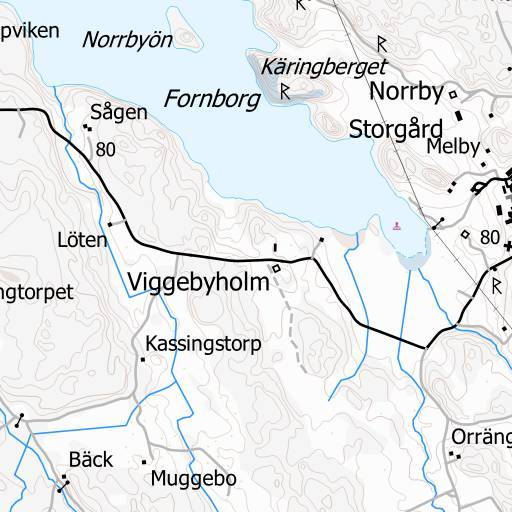 pviken
Norrbyön
Käringberget
Fornborg
Norrby
Storgård
Melby
Sågen
80
Löten
80
ngtorpet
Viggebyholm
Kassingstorp
Bäck
Muggebo
Orräng